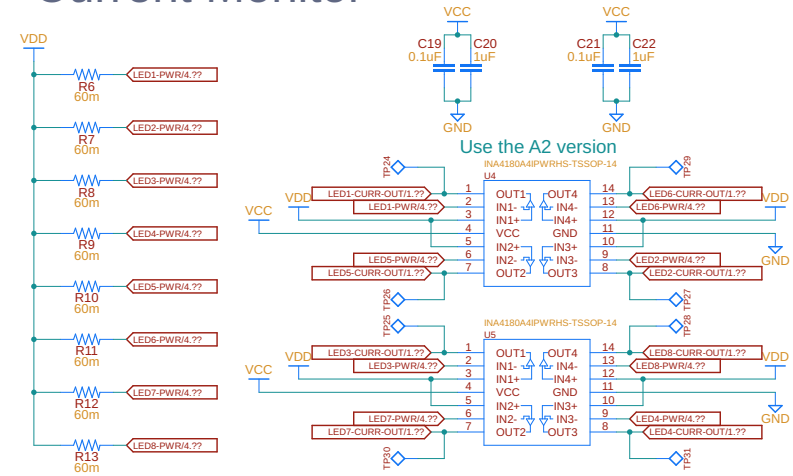 Current Monitor
VDD
R6
60m
LED1-PWR/4.??
R7
60m
LED2-PWR/4.??
R8
60m
LED3-PWR/4.??
R9
60m
LED4-PWR/4.??
R10
60m
LED5-PWR/4.??
R11
60m
LED6-PWR/4.??
R12
60m
LED7-PWR/4.??
R13
60m
LED8-PWR/4.??
VCC
C19
0.1uF
C20
1uF
GND
VCC
C21
0.1uF
C22
1uF
GND
Use the A2 version
INA4180A4IPWRHS-TSSOP-14
U4
TP24
TP29
LED1-CURR-OUT/1.??
1
OUT1
OUT4
14
LED6-CURR-OUT/1.??
LED1-PWR/4.??
2
IN1-
IN4-
13
LED6-PWR/4.??
VDD
3
IN1+
IN4+
12
VDD
VCC
4
VCC
GND
11
GND
5
IN2+
IN3+
10
LED5-PWR/4.??
6
IN2-
IN3-
9
LED2-PWR/4.??
LED5-CURR-OUT/1.??
7
OUT2
OUT3
8
LED2-CURR-OUT/1.??
TP26
TP27
INA4180A4IPWRHS-TSSOP-14
U5
TP25
TP28
LED3-CURR-OUT/1.??
1
OUT1
OUT4
14
LED8-CURR-OUT/1.??
LED3-PWR/4.??
2
IN1-
IN4-
13
LED8-PWR/4.??
VDD
3
IN1+
IN4+
12
VDD
VCC
4
VCC
GND
11
GND
5
IN2+
IN3+
10
LED7-PWR/4.??
6
IN2-
IN3-
9
LED4-PWR/4.??
LED7-CURR-OUT/1.??
7
OUT2
OUT3
8
LED4-CURR-OUT/1.??
TP30
TP31